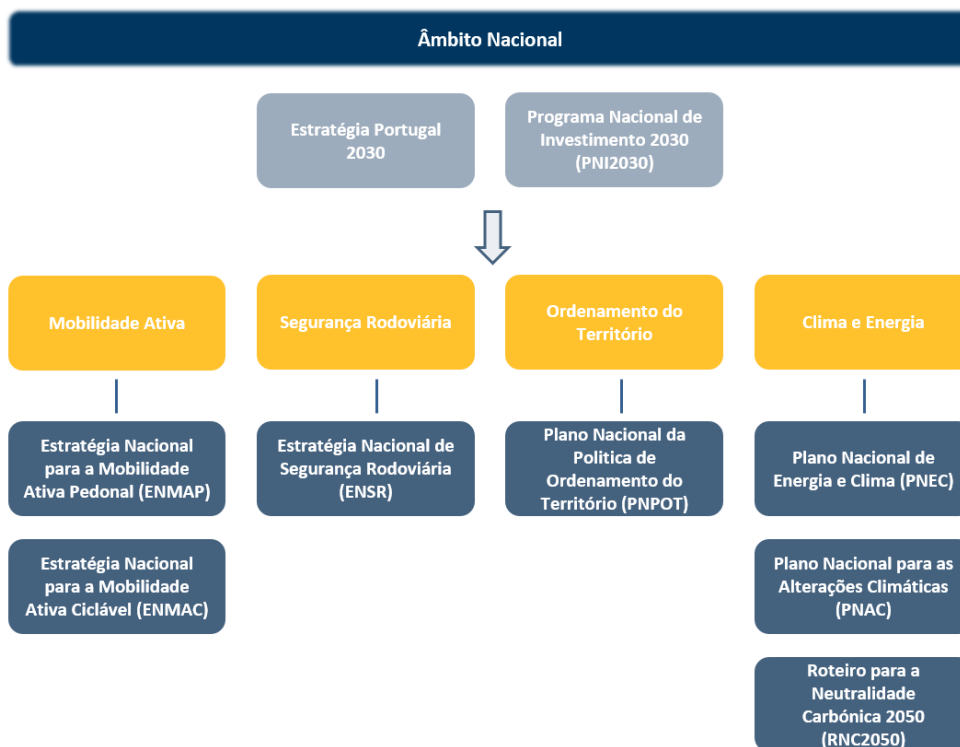 Âmbito Nacional
Estratégia Portugal
2030
Programa Nacional de
Investimento 2030
(PNI2030)
Mobilidade Ativa
Segurança Rodoviária
Ordenamento do
Território
Clima e Energia
Estratégia Nacional
para a Mobilidade
Ativa Pedonal (ENMAP)
Estratégia Nacional de
Segurança Rodoviária
(ENSR)
Plano Nacional da
Politica de
Ordenamento do
Território (PNPOT)
Plano Nacional de
Energia e Clima (PNEC)
Estratégia Nacional
para a Mobilidade
Ativa Ciclável (ENMAC)
Plano Nacional para as
Alterações Climáticas
(PNAC)
Roteiro para a
Neutralidade
Carbónica 2050
(RNC2050)